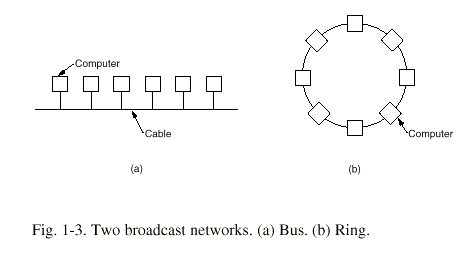 Computer
Cable
(a)
Computer
(b)
Fig. 1-3. Two broadcast networks. (a) Bus. (b) Ring.